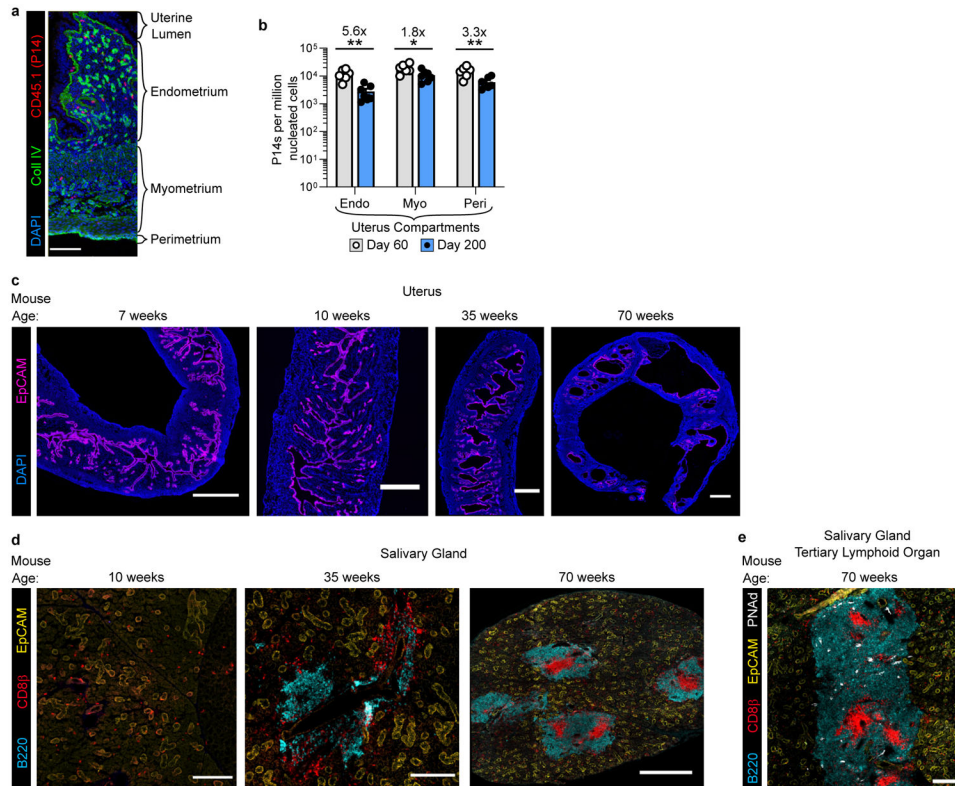 a
DAPI Coll IV CD45.1 (P14)
Uterine
Lumen
Endometrium
Myometrium
Perimetrium
b
5.6x 1.8x 3.3x
** * **
P14s per million
nucleated cells
10⁵
10⁴
10³
10²
10¹
10⁰
Endo Myo Peri
Uterus Compartments
Day 60 Day 200
c
Mouse
Age:
Uterus
7 weeks 10 weeks 35 weeks 70 weeks
DAPI EpCAM
d
Mouse
Age:
Salivary Gland
10 weeks 35 weeks 70 weeks
B220 CD8β EpCAM
e
Salivary Gland
Tertiary Lymphoid Organ
Mouse
Age:
70 weeks
B220 CD8β EpCAM PNAd